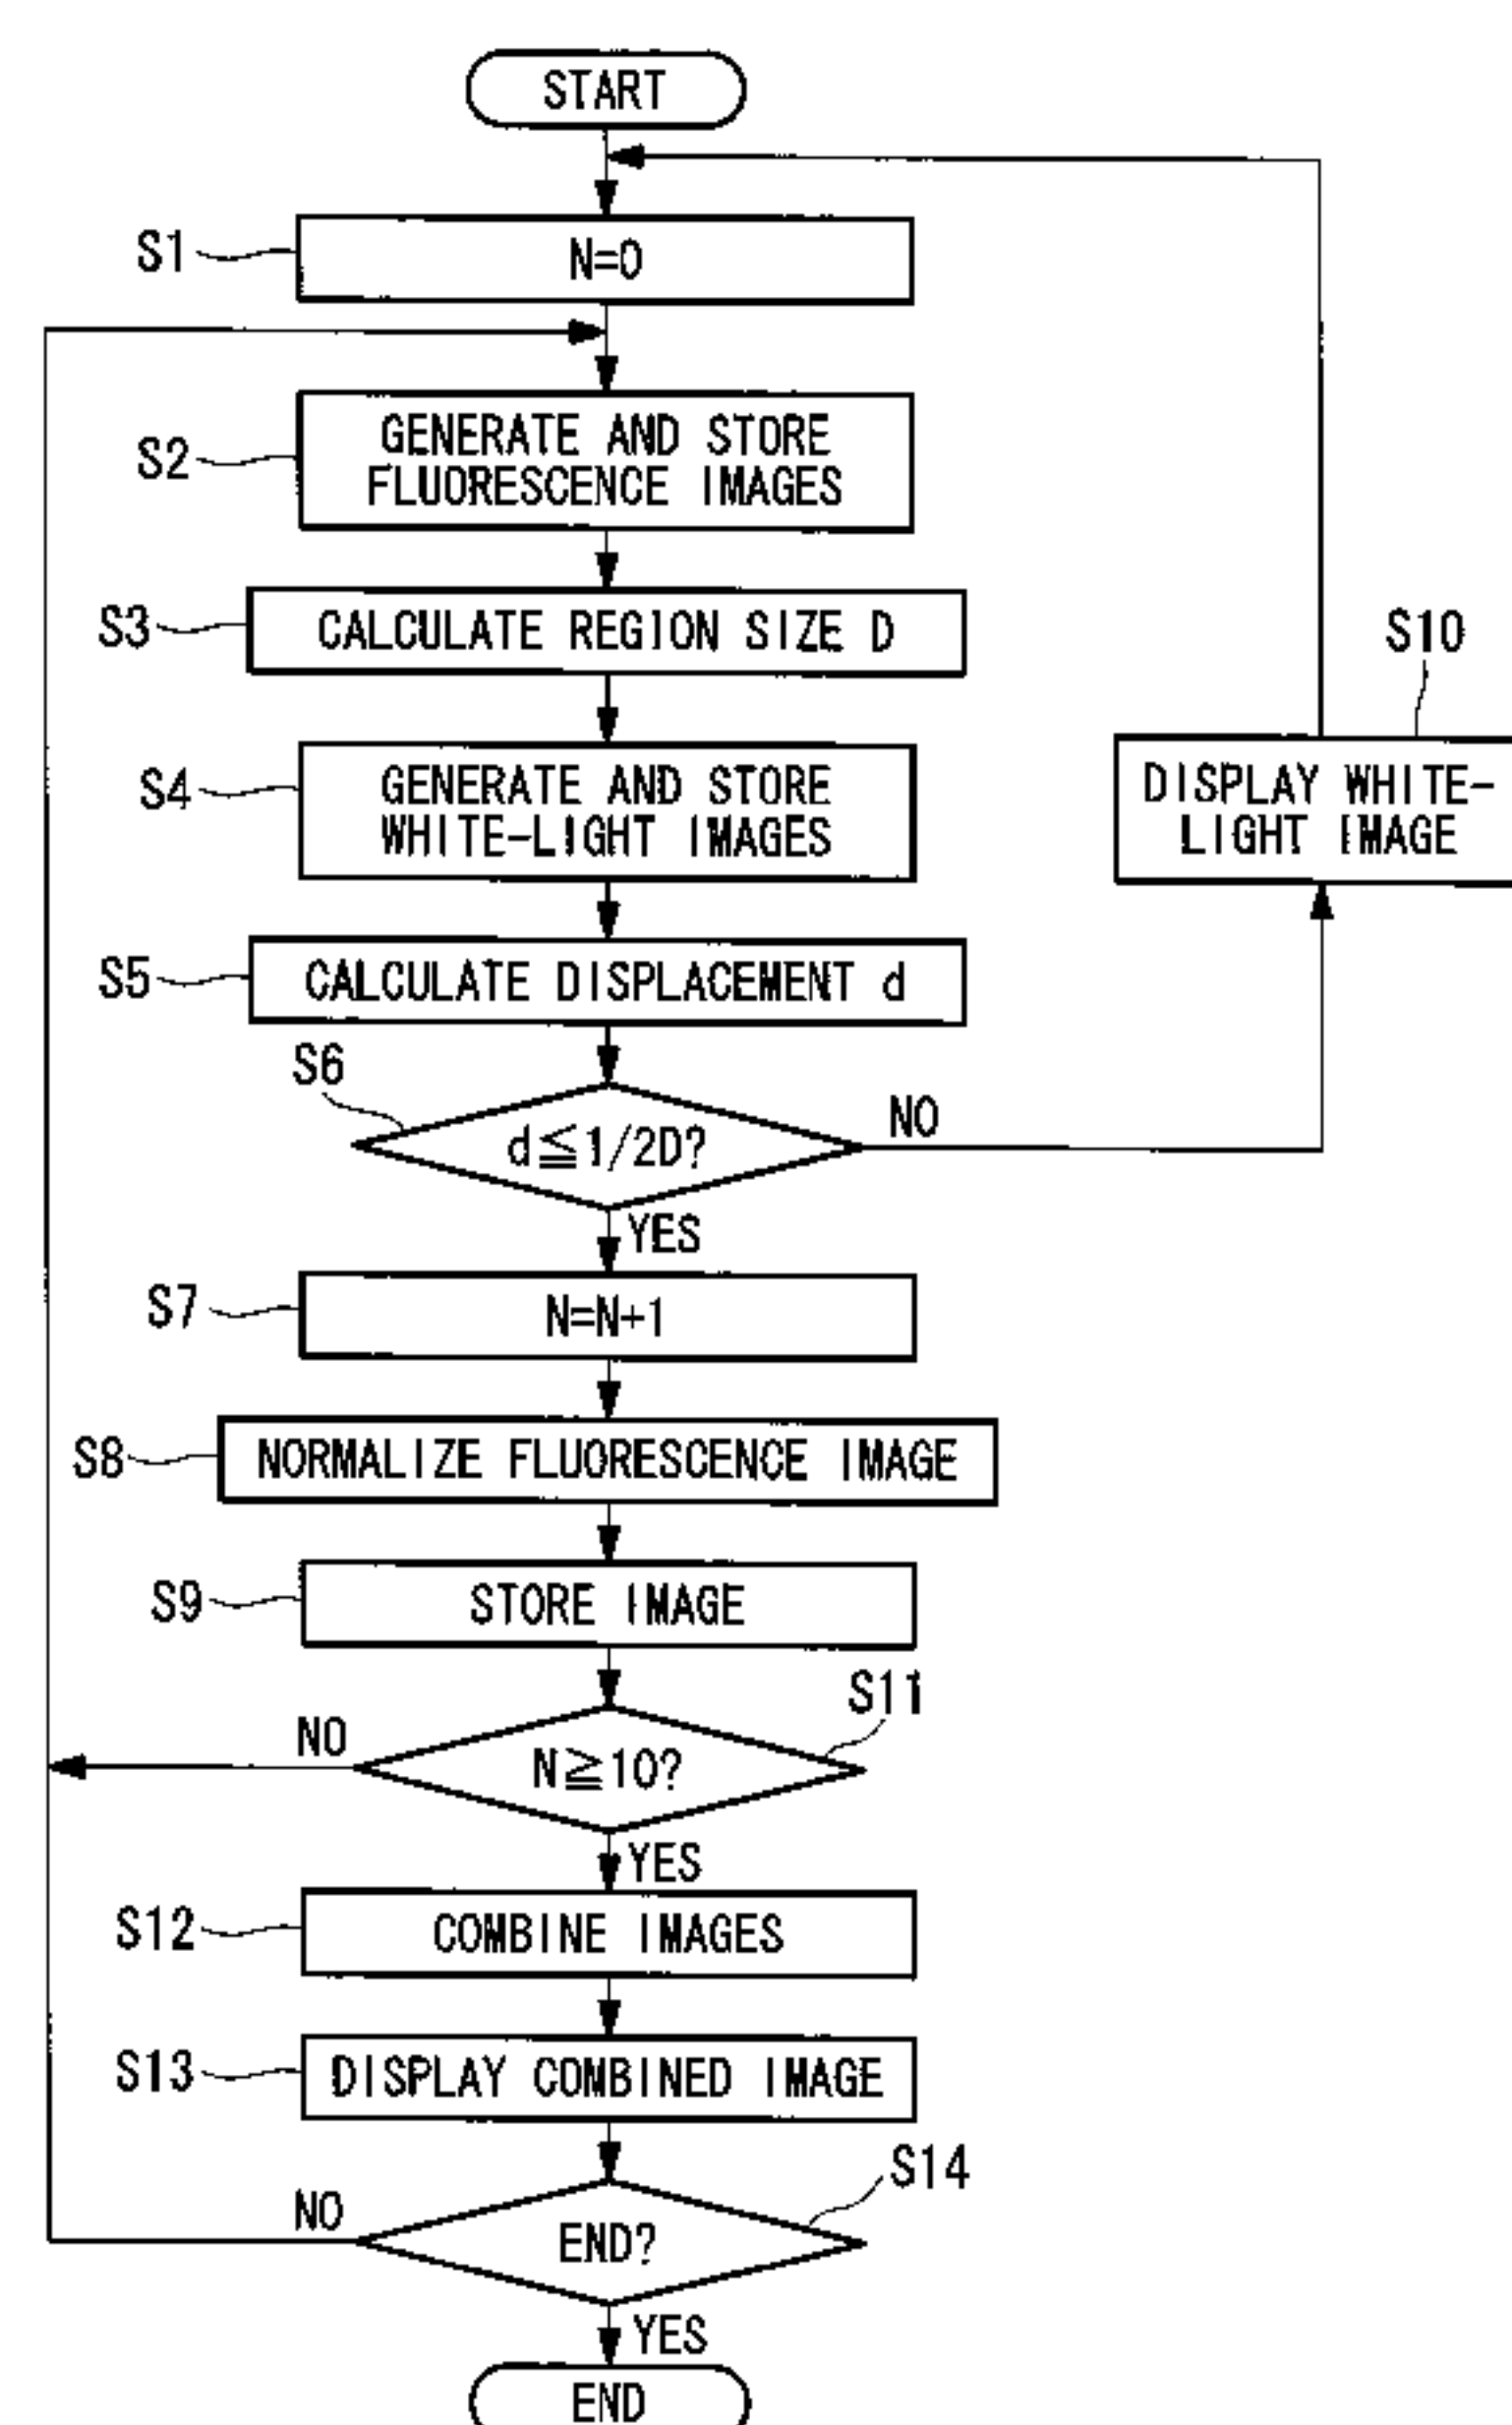 START
S1
N=0
S2
GENERATE AND STORE
FLUORESCENCE IMAGES
S3
CALCULATE REGION SIZE D
S10
S4
GENERATE AND STORE
WHITE-LIGHT IMAGES
DISPLAY WHITE-
LIGHT IMAGE
S5
CALCULATE DISPLACEMENT d
S6
d≦1/2D?
NO
YES
S7
N=N+1
S8
NORMALIZE FLUORESCENCE IMAGE
S9
STORE IMAGE
S11
NO
N≧10?
YES
S12
COMBINE IMAGES
S13
DISPLAY COMBINED IMAGE
S14
NO
END?
YES
END